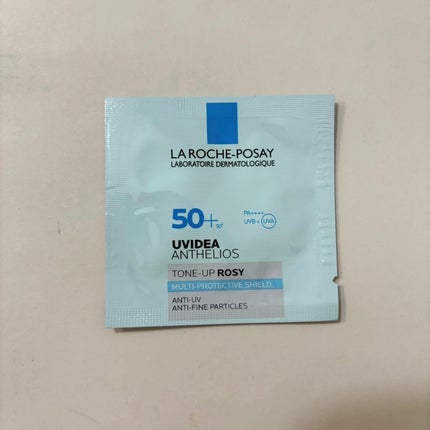 LA ROCHE-POSAY
LABORATOIRE DERMATOLOGIQUE
50+ SPF
PA++++
UVB + UVA
UVIDEA
ANTHELIOS
TONE-UP ROSY
MULTI-PROTECTIVE SHIELD
ANTI-UV
ANTI-FINE PARTICLES